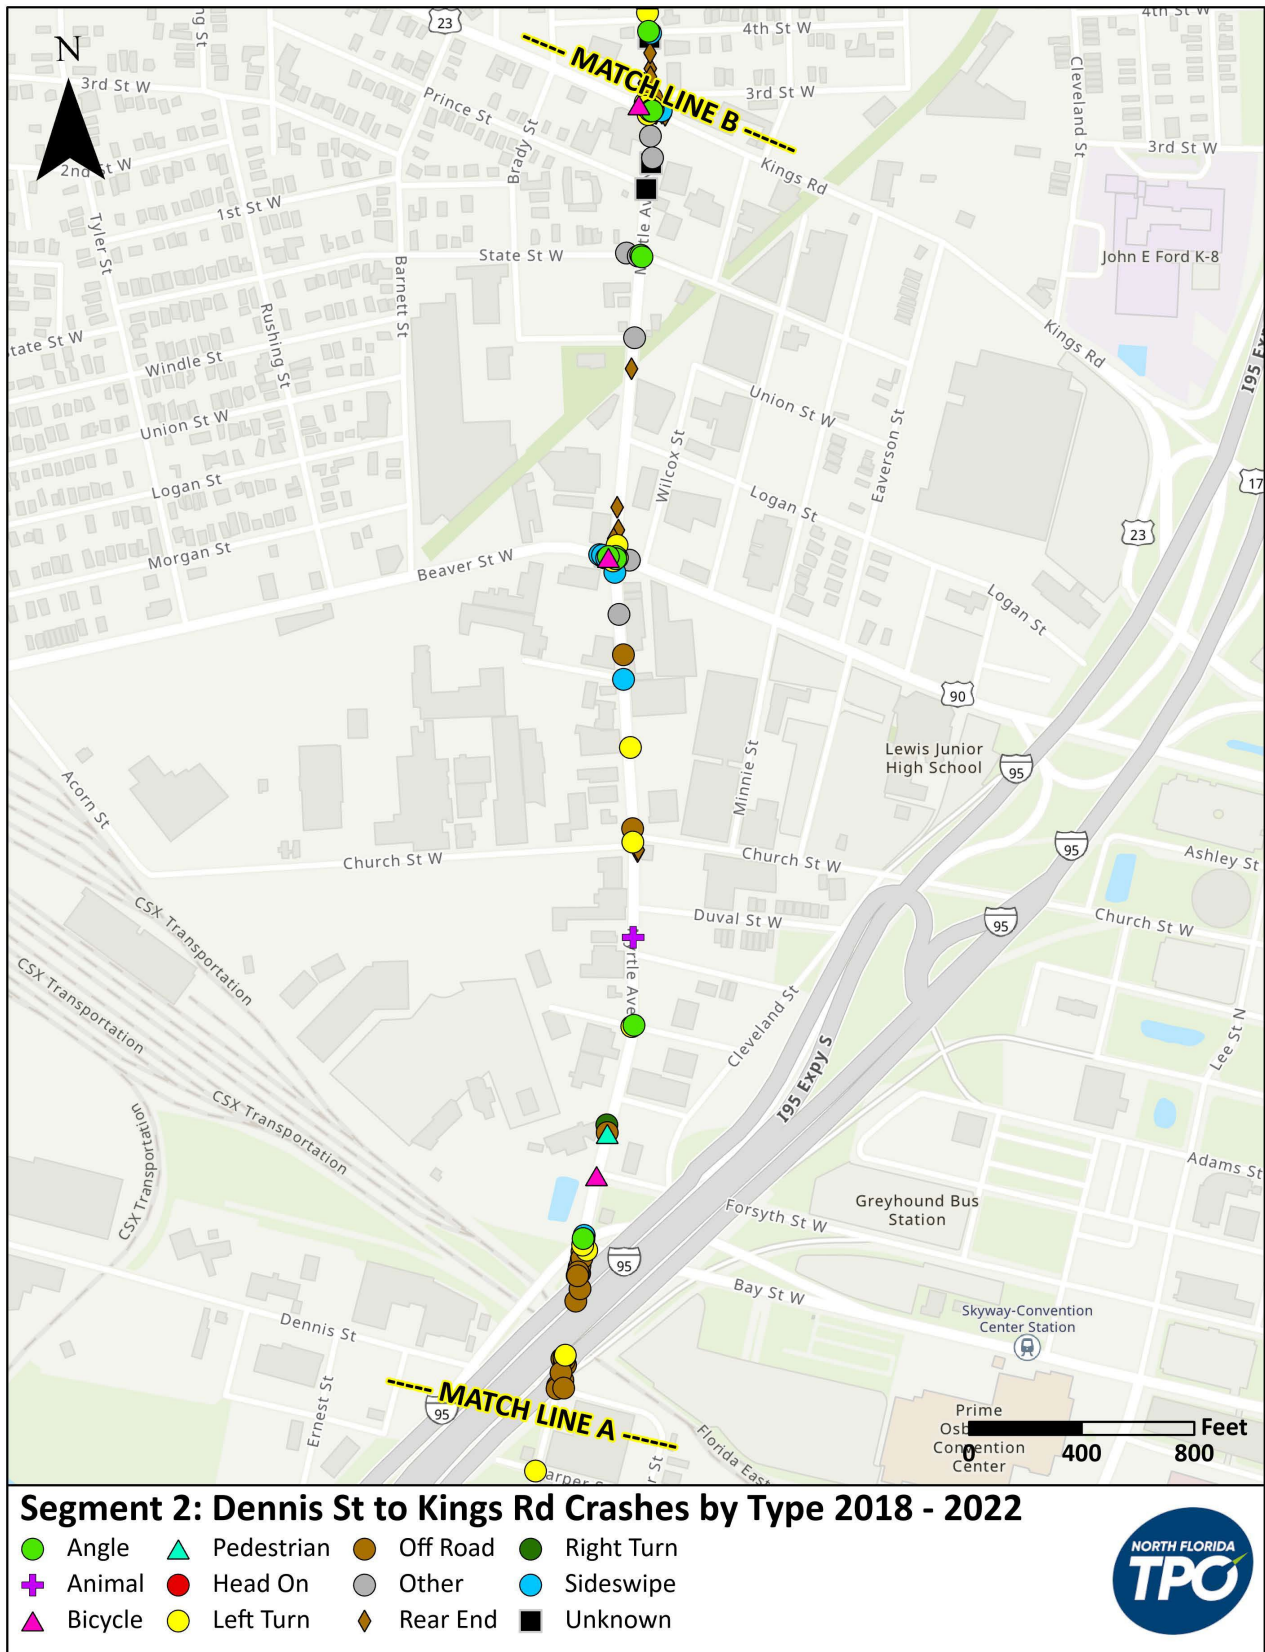 23
4th St W
4th St W
N
3rd St W
MATCH LINE B
3rd St W
Prince St
Brady St
Cleveland St
3rd St W
Kings Rd
2nd St W
1st St W
Tyler St
State St W
Barnett St
John E Ford K-8
Rushing St
Kings Rd
Windle St
Union St W
Union St W
Eaverson St
Wilcox St
Logan St
Logan St
17
23
Morgan St
Beaver St W
Logan St
90
Lewis Junior
High School
95
Minnie St
Acorn St
95
Church St W
Church St W
Ashley St
CSX Transportation
Duval St W
95
Church St W
CSX Transportation
Cleveland St
Lee St N
I95 Expy S
CSX Transportation
CSX Transportation
Adams St
Greyhound Bus
Station
Forsyth St W
95
Bay St W
Dennis St
Skyway-Convention
Center Station
Ernest St
MATCH LINE A
95
Prime
Convention
Center
Florida East
Feet
0 400 800
Segment 2: Dennis St to Kings Rd Crashes by Type 2018 - 2022
Angle Pedestrian Off Road Right Turn
Animal Head On Other Sideswipe
Bicycle Left Turn Rear End Unknown
NORTH FLORIDA
TPO